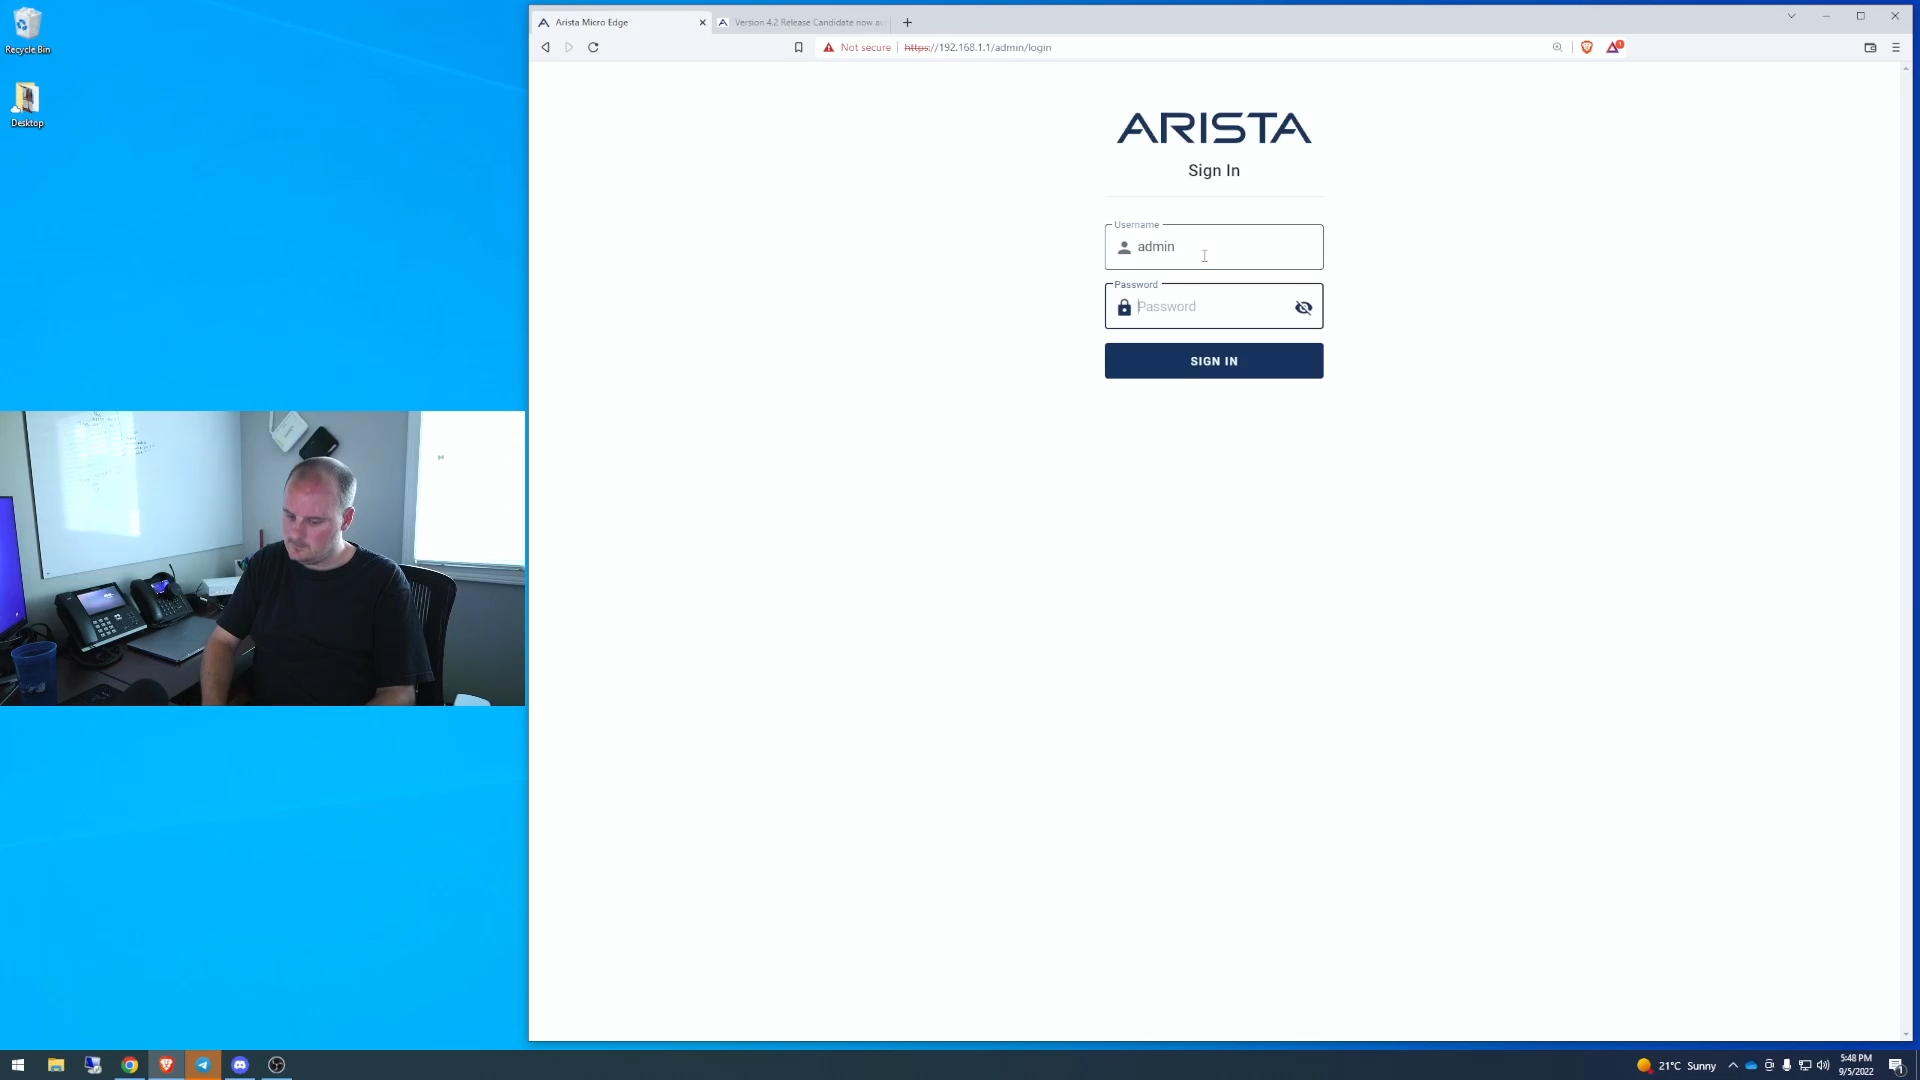 Recycle Bin
Desktop
Arista Micro Edge
Version 4.2 Release Candidate now
Not secure
https://192.168.1.1/admin/login
ARISTA
Sign In
Username
admin
Password
Password
SIGN IN
21°C Sunny
5:48 PM
9/5/2022